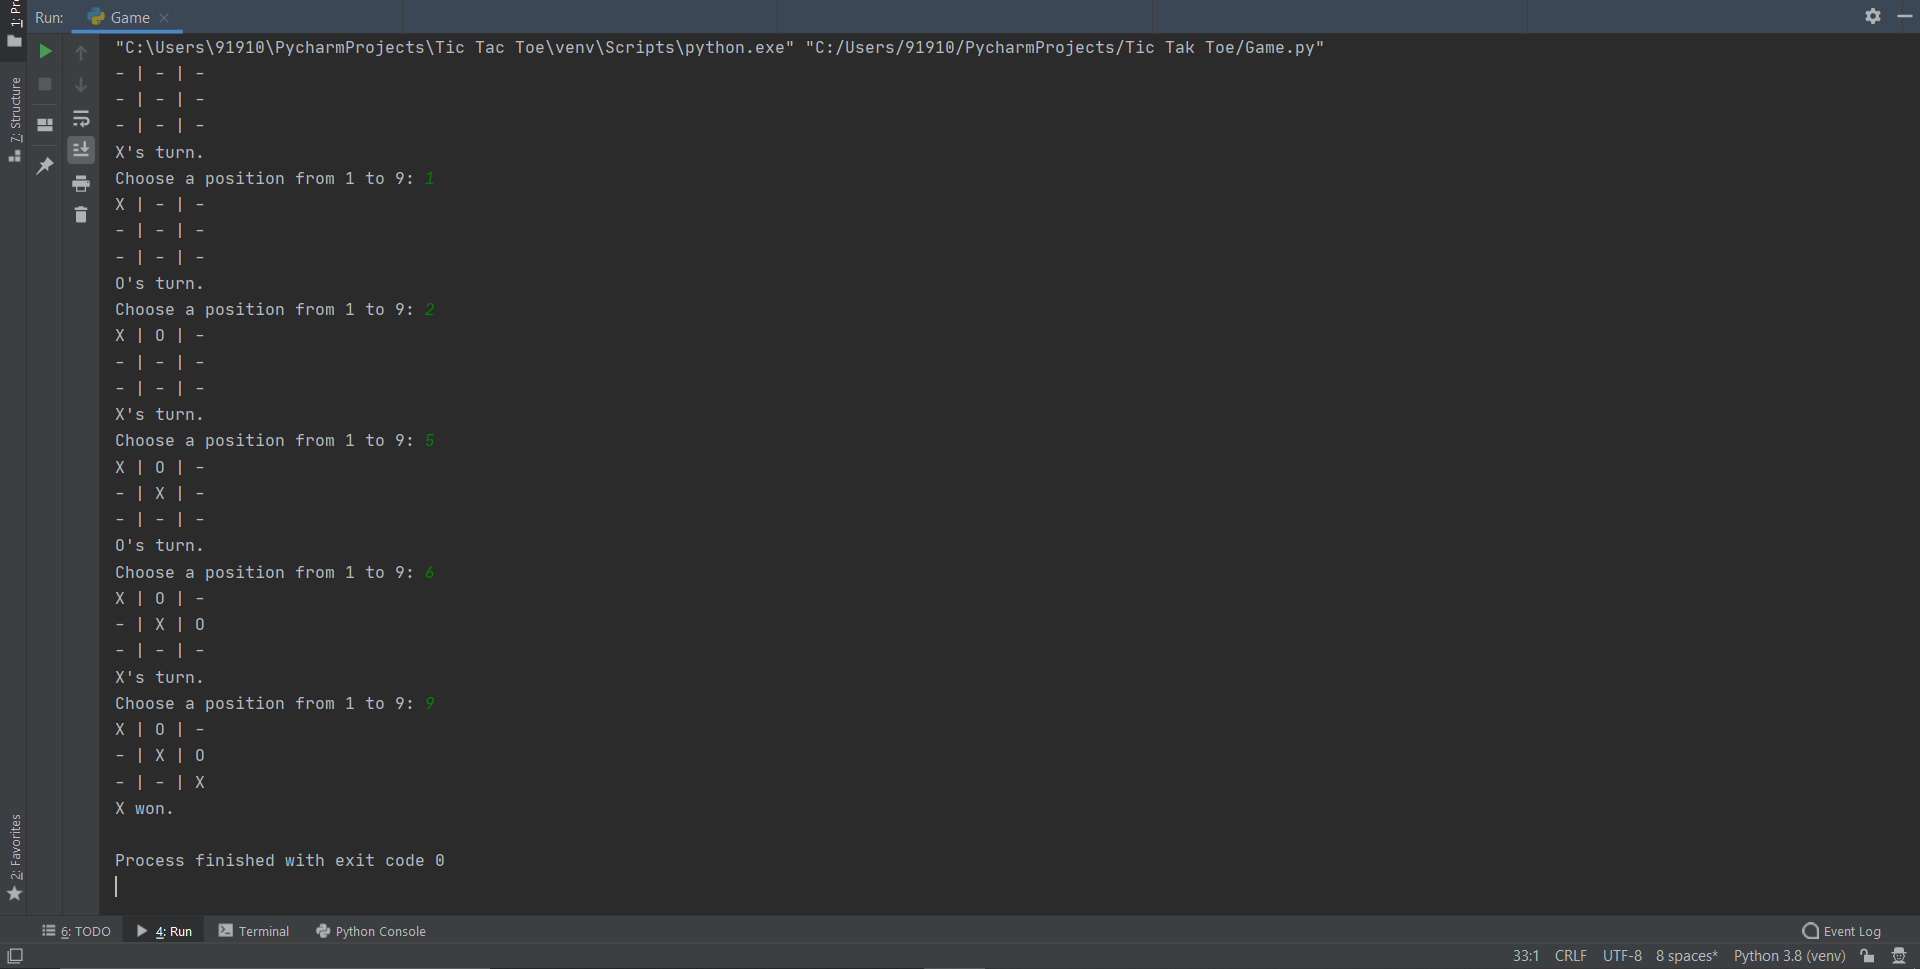 Run: Game
"C:\Users\91910\PycharmProjects\Tic Tac Toe\venv\Scripts\python.exe" "C:/Users/91910/PycharmProjects/Tic Tak Toe/Game.py"
- | - | -
- | - | -
- | - | -
X's turn.
Choose a position from 1 to 9: 1
X | - | -
- | - | -
- | - | -
O's turn.
Choose a position from 1 to 9: 2
X | O | -
- | - | -
- | - | -
X's turn.
Choose a position from 1 to 9: 5
X | O | -
- | X | -
- | - | -
O's turn.
Choose a position from 1 to 9: 6
X | O | -
- | X | O
- | - | -
X's turn.
Choose a position from 1 to 9: 9
X | O | -
- | X | O
- | - | X
X won.
Process finished with exit code 0
7: Structure
2: Favorites
6: TODO 4: Run Terminal Python Console Event Log
33:1 CRLF UTF-8 8 spaces* Python 3.8 (venv)